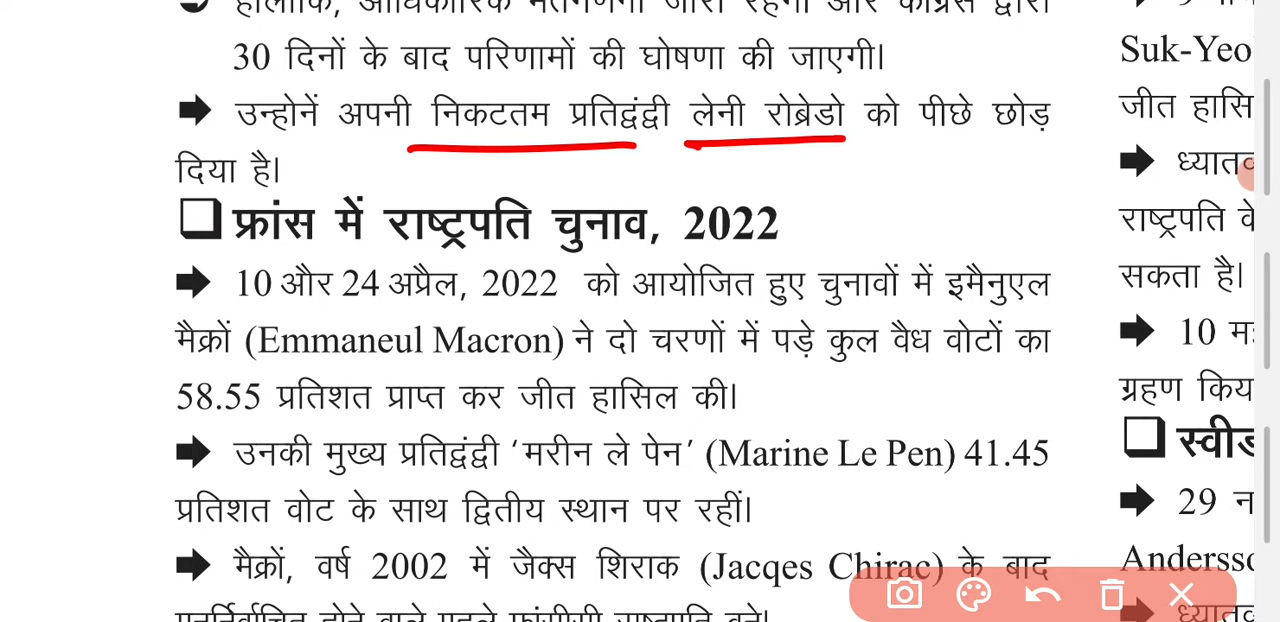 30 दिनों के बाद परिणामों की घोषणा की जाएगी।
उन्होनें अपनी निकटतम प्रतिद्वंद्वी लेनी रोब्रेडो को पीछे छोड़
दिया है।
फ्रांस में राष्ट्रपति चुनाव, 2022
10 और 24 अप्रैल, 2022 को आयोजित हुए चुनावों में इमैनुएल
मैक्रों (Emmaneul Macron) ने दो चरणों में पड़े कुल वैध वोटों का
58.55 प्रतिशत प्राप्त कर जीत हासिल की।
उनकी मुख्य प्रतिद्वंद्वी ‘मरीन ले पेन’ (Marine Le Pen) 41.45
प्रतिशत वोट के साथ द्वितीय स्थान पर रहीं।
मैक्रों, वर्ष 2002 में जैक्स शिराक (Jacqes Chirac) के बाद
Suk-Yeo
जीत
राष्ट्रपति के
सकता है।
10
ग्रहण
29
Anderss